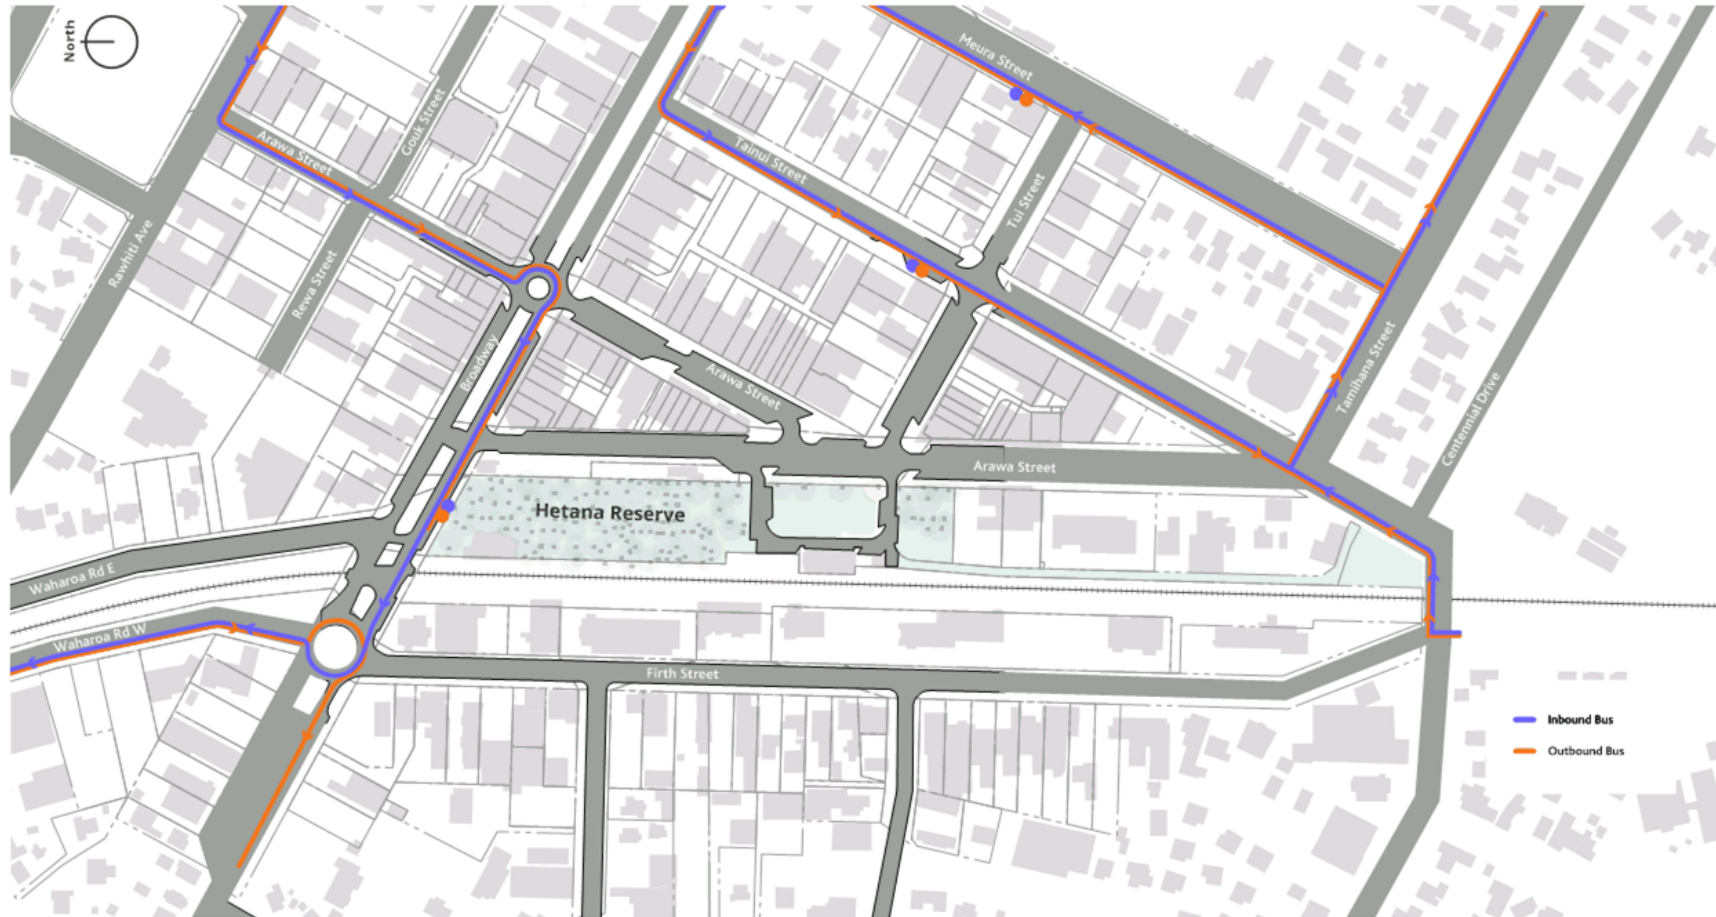 North
Meura Street
Gouk Street
Arawa Street
Tainui Street
Tui Street
Rawhiti Ave
Rewa Street
Broadway
Arawa Street
Tamihana Street
Centennial Drive
Arawa Street
Hetana Reserve
Waharoa Rd E
Waharoa Rd W
Firth Street
Inbound Bus
Outbound Bus